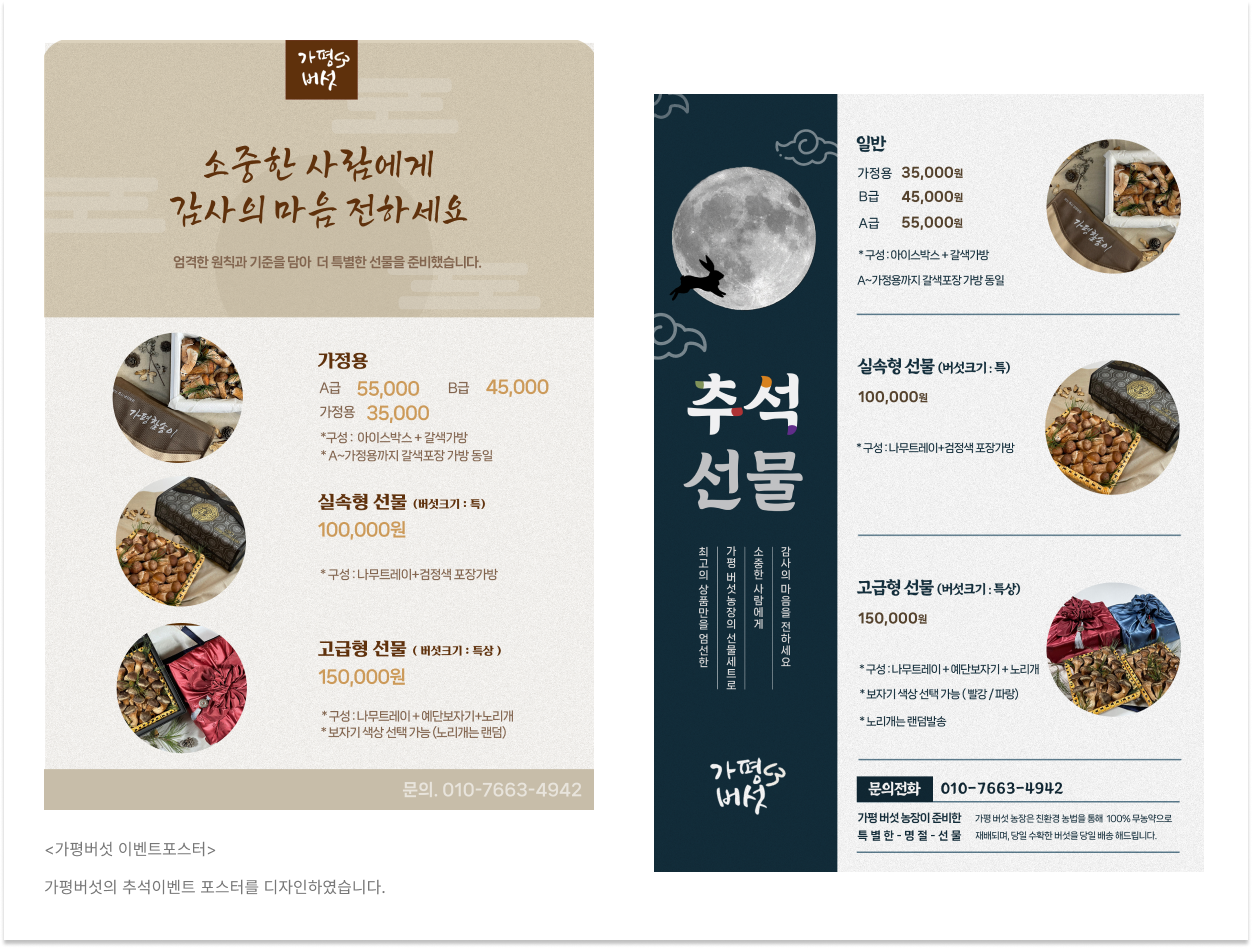 가평
버섯
소중한 사람에게
감사의 마음 전하세요
엄격한 원칙과 기준을 담아 더 특별한 선물을 준비했습니다.
가정용
A급 55,000 B급 45,000
가정용 35,000
*구성 : 아이스박스 + 갈색가방
* A~가정용까지 갈색포장 가방 동일
실속형 선물 (버섯크기 : 특)
100,000원
* 구성 : 나무트레이+검정색 포장가방
고급형 선물 ( 버섯크기 : 특상 )
150,000원
* 구성 : 나무트레이 + 예단보자기+노리개
* 보자기 색상 선택 가능 (노리개는 랜덤)
문의. 010-7663-4942
<가평버섯 이벤트포스터>
가평버섯의 추석이벤트 포스터를 디자인하였습니다.
추석
선물
감사의 마음을 전하세요
소중한 사람에게
가평 버섯농장의 선물세트로
최고의 상품만을 엄선한
가평
버섯
일반
가정용 35,000원
B급 45,000원
A급 55,000원
* 구성 : 아이스박스 + 갈색가방
A~가정용까지 갈색포장 가방 동일
가평참송이
실속형 선물 (버섯크기 : 특)
100,000원
* 구성 : 나무트레이+검정색 포장가방
고급형 선물 (버섯크기 : 특상)
150,000원
* 구성 : 나무트레이 + 예단보자기 + 노리개
* 보자기 색상 선택 가능 ( 빨강 / 파랑)
* 노리개는 랜덤발송
문의전화 010-7663-4942
가평 버섯 농장이 준비한
특 별 한 - 명 절 - 선 물
가평 버섯 농장은 친환경 농법을 통해 100% 무농약으로
재배되며, 당일 수확한 버섯을 당일 배송 해드립니다.